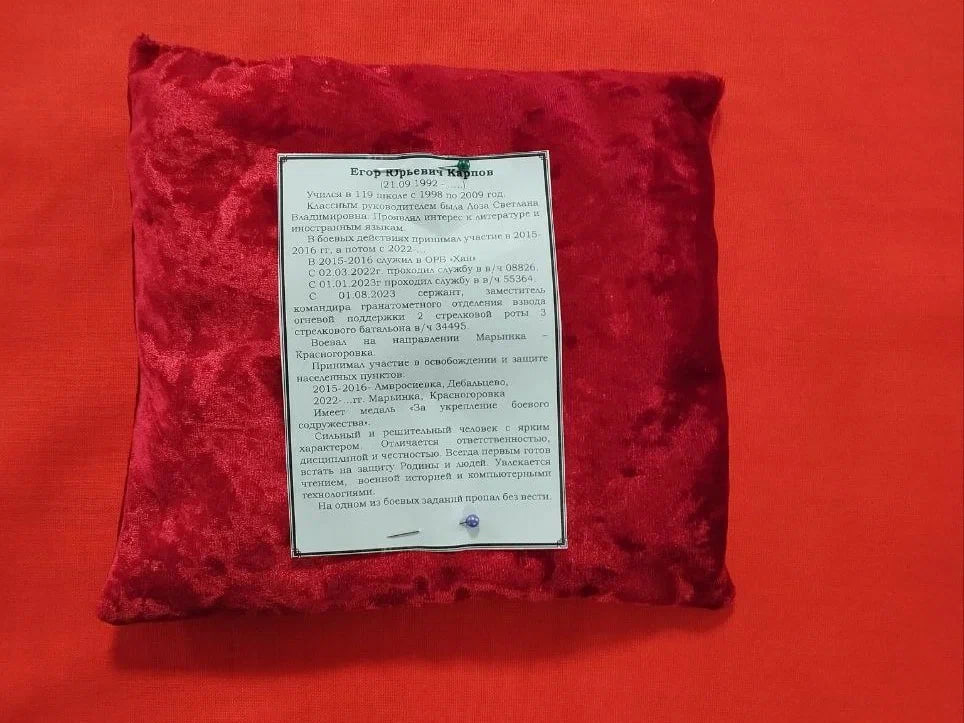 Егор Юрьевич Карпов
(21.09.1992 - .....)
Учился в 119 школе с 1998 по 2009 год.
Классным руководителем была Лоза Светлана
Владимировна. Проявлял интерес к литературе и
иностранным языкам.
В боевых действиях принимал участие в 2015-
2016 гг, а потом с 2022 ...
В 2015-2016 служил в ОРБ «Хан»
С 02.03.2022г. проходил службу в в/ч 08826.
С 01.01.2023г проходил службу в в/ч 55364.
С 01.08.2023 сержант, заместитель
командира гранатометного отделения взвода
огневой поддержки 2 стрелковой роты 3
стрелкового батальона в/ч 34495.
Воевал на направлении Марьинка –
Красногоровка.
Принимал участие в освобождении и защите
населенных пунктов:
2015-2016- Амвросиевка, Дебальцево,
2022-...гг. Марьинка, Красногоровка
Имеет медаль «За укрепление боевого
содружества».
Сильный и решительный человек с ярким
характером. Отличается ответственностью,
дисциплиной и честностью. Всегда первым готов
встать на защиту Родины и людей. Увлекается
чтением, военной историей и компьютерными
технологиями.
На одном из боевых заданий пропал без вести.